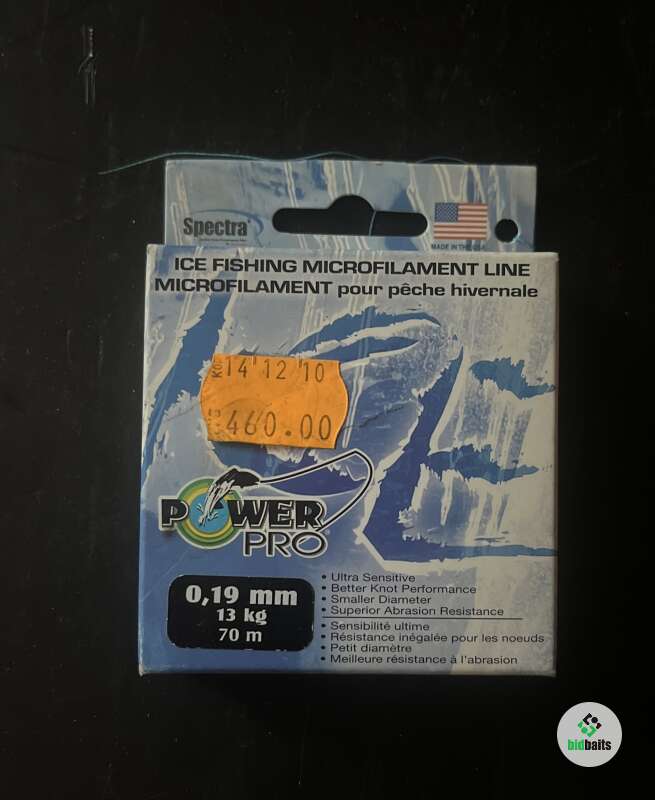 Spectra
MADE IN THE USA
ICE FISHING MICROFILAMENT LINE
MICROFILAMENT pour pêche hivernale
14 12 10
460.00
ICE
POWER
PRO
0,19 mm
13 kg
70 m
• Ultra Sensitive
• Better Knot Performance
• Smaller Diameter
• Superior Abrasion Resistance
• Sensibilité ultime
• Résistance inégalée pour les noeuds
• Petit diamètre
• Meilleure résistance à l'abrasion
bidbaits